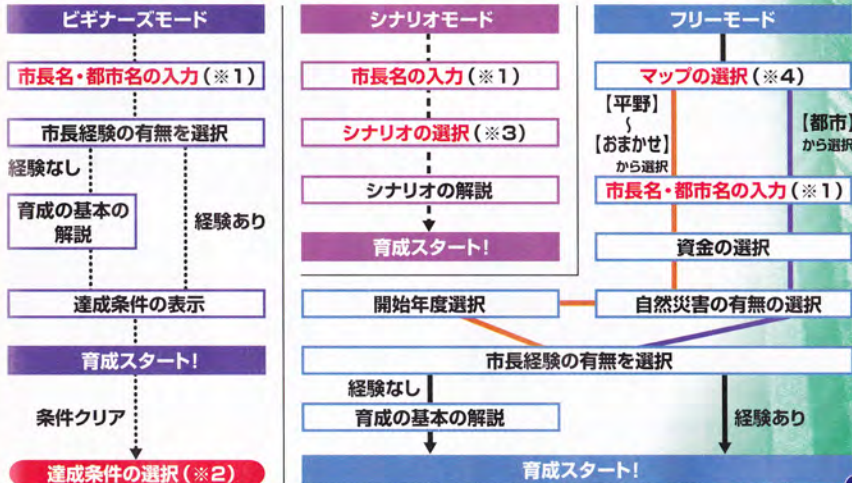 ビギナーズモード
市長名・都市名の入力(※1)
市長経験の有無を選択
経験なし
育成の基本の
解説
経験あり
達成条件の表示
育成スタート!
条件クリア
達成条件の選択(※2)
シナリオモード
市長名の入力(※1)
シナリオの選択(※3)
シナリオの解説
育成スタート!
フリーモード
マップの選択(※4)
【平野】
〜
【おまかせ】
から選択
【都市】
から選択
市長名・都市名の入力(※1)
資金の選択
自然災害の有無の選択
開始年度選択
市長経験の有無を選択
経験なし
育成の基本の解説
経験あり
育成スタート!